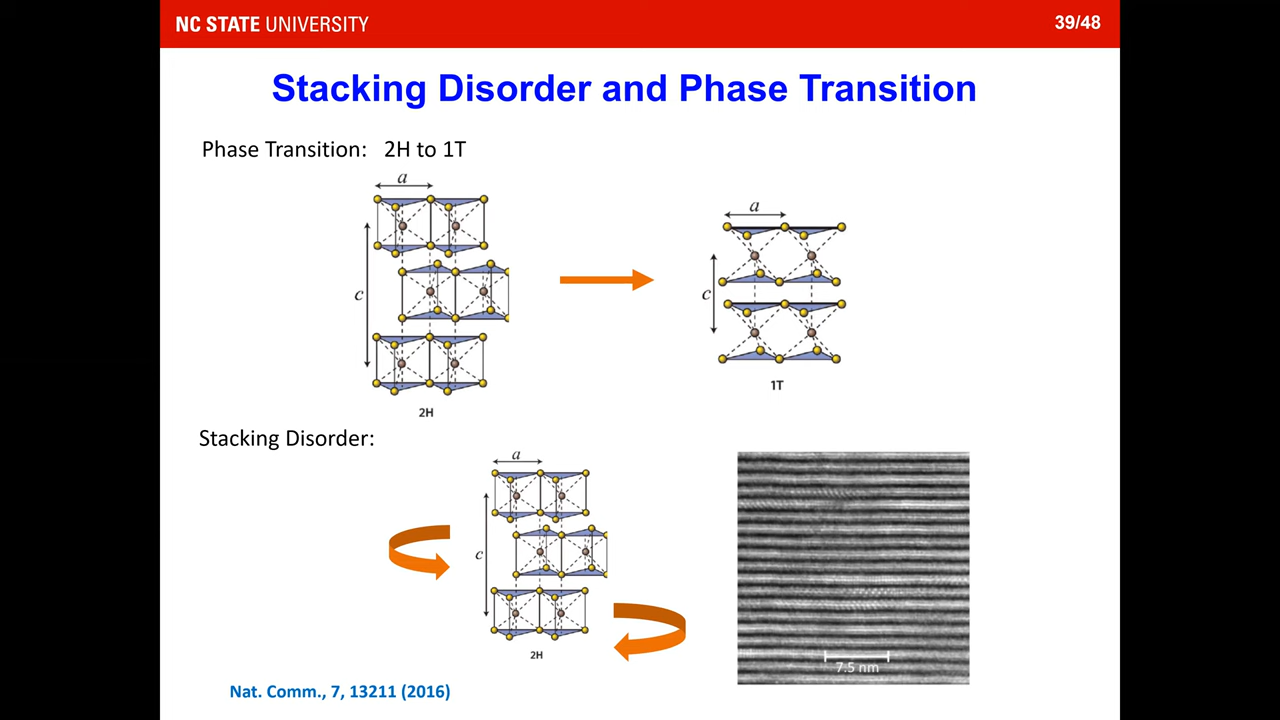 NC STATE UNIVERSITY
39/48
Stacking Disorder and Phase Transition
Phase Transition: 2H to 1T
a
c
2H
a
c
1T
Stacking Disorder:
a
c
2H
7.5 nm
Nat. Comm., 7, 13211 (2016)